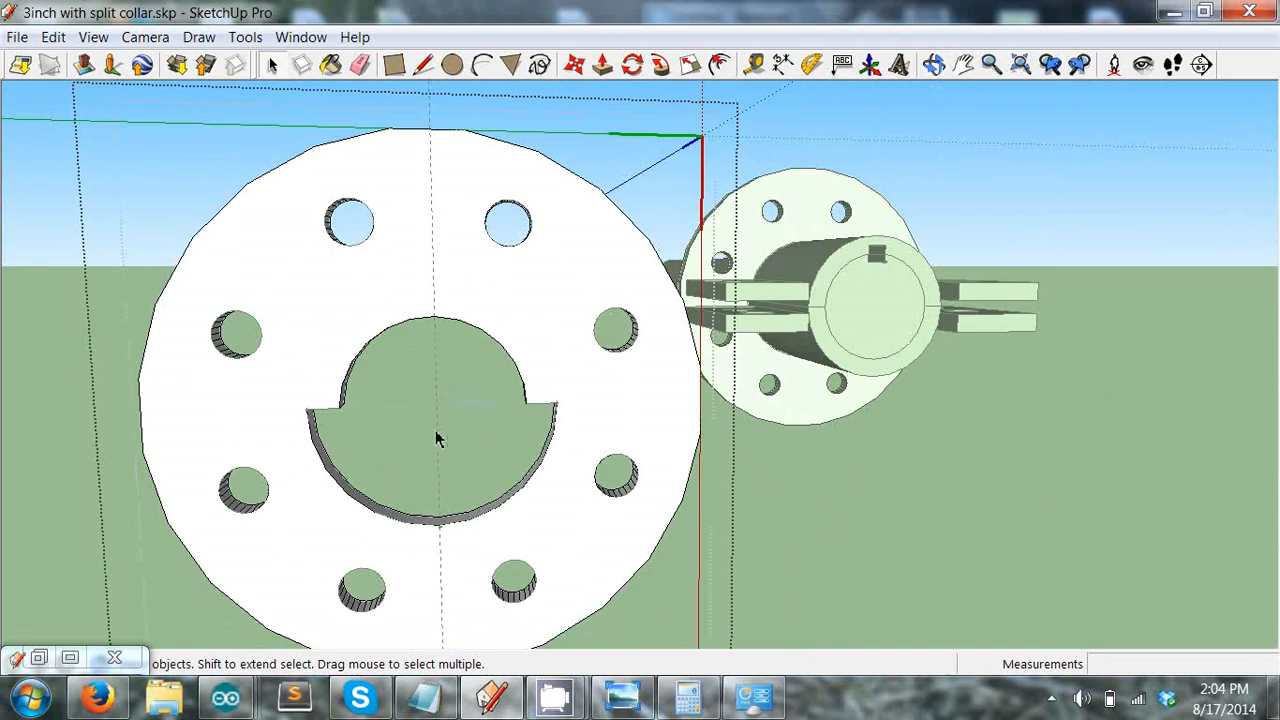 3inch with split collar.skp - SketchUp Pro
File Edit View Camera Draw Tools Window Help
ABC
objects. Shift to extend select. Drag mouse to select multiple.
Measurements
2:04 PM
8/17/2014